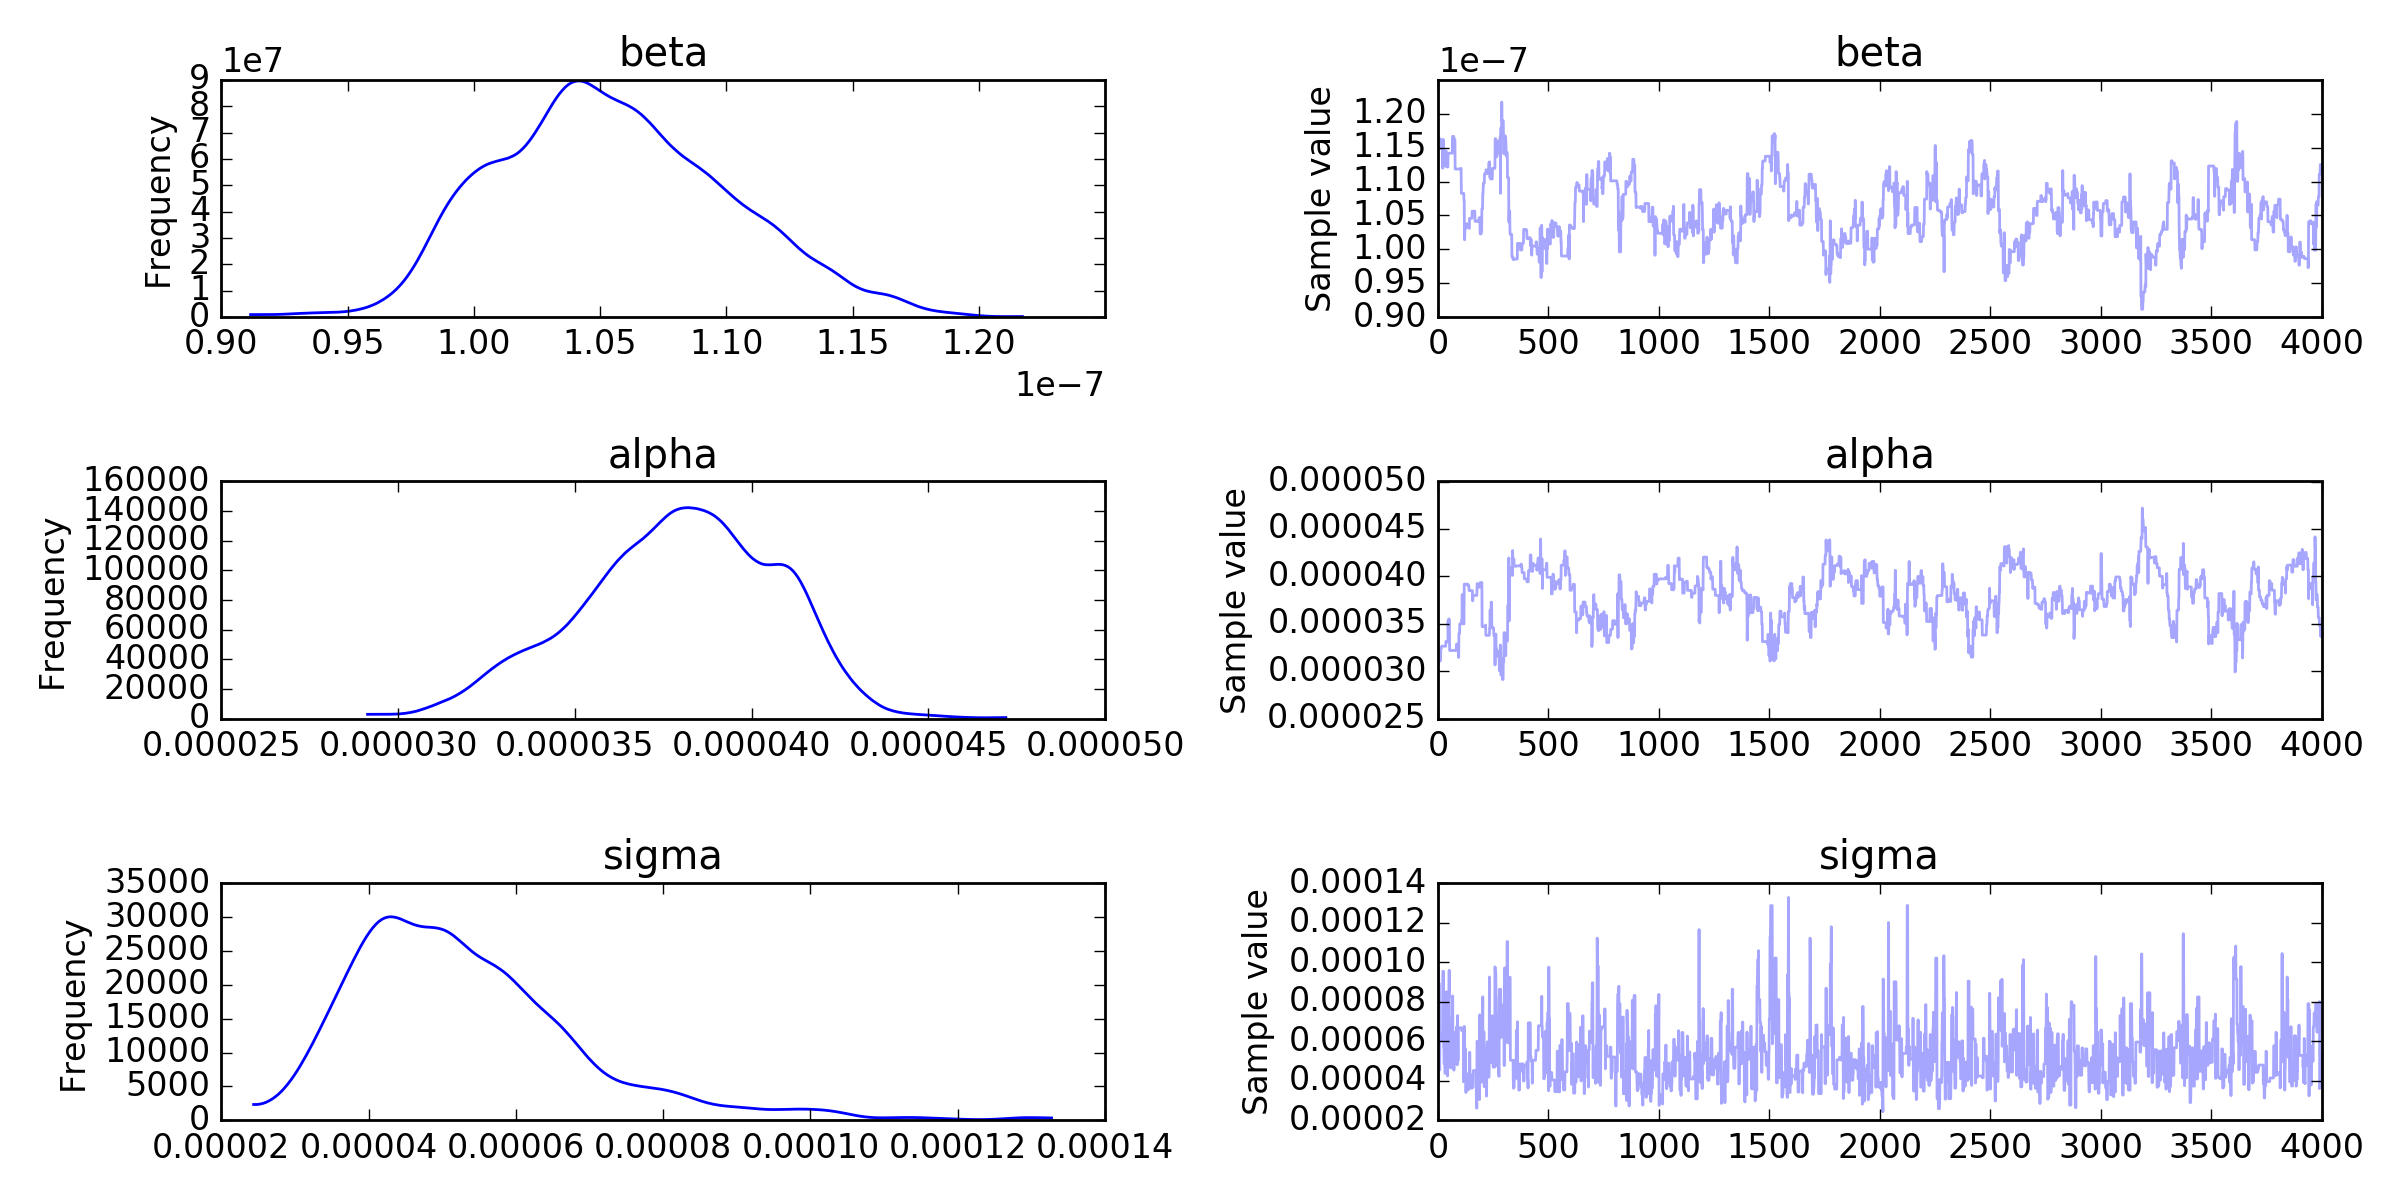 beta
1e7
Frequency
9
8
7
6
5
4
3
2
1
0
0.90 0.95 1.00 1.05 1.10 1.15 1.20
1e−7
beta
1e−7
Sample value
1.20
1.15
1.10
1.05
1.00
0.95
0.90
0 500 1000 1500 2000 2500 3000 3500 4000
alpha
Frequency
160000
140000
120000
100000
80000
60000
40000
20000
0
0.000025 0.000030 0.000035 0.000040 0.000045 0.000050
alpha
Sample value
0.000050
0.000045
0.000040
0.000035
0.000030
0.000025
0 500 1000 1500 2000 2500 3000 3500 4000
sigma
Frequency
35000
30000
25000
20000
15000
10000
5000
0
0.00002 0.00004 0.00006 0.00008 0.00010 0.00012 0.00014
sigma
Sample value
0.00014
0.00012
0.00010
0.00008
0.00006
0.00004
0.00002
0 500 1000 1500 2000 2500 3000 3500 4000